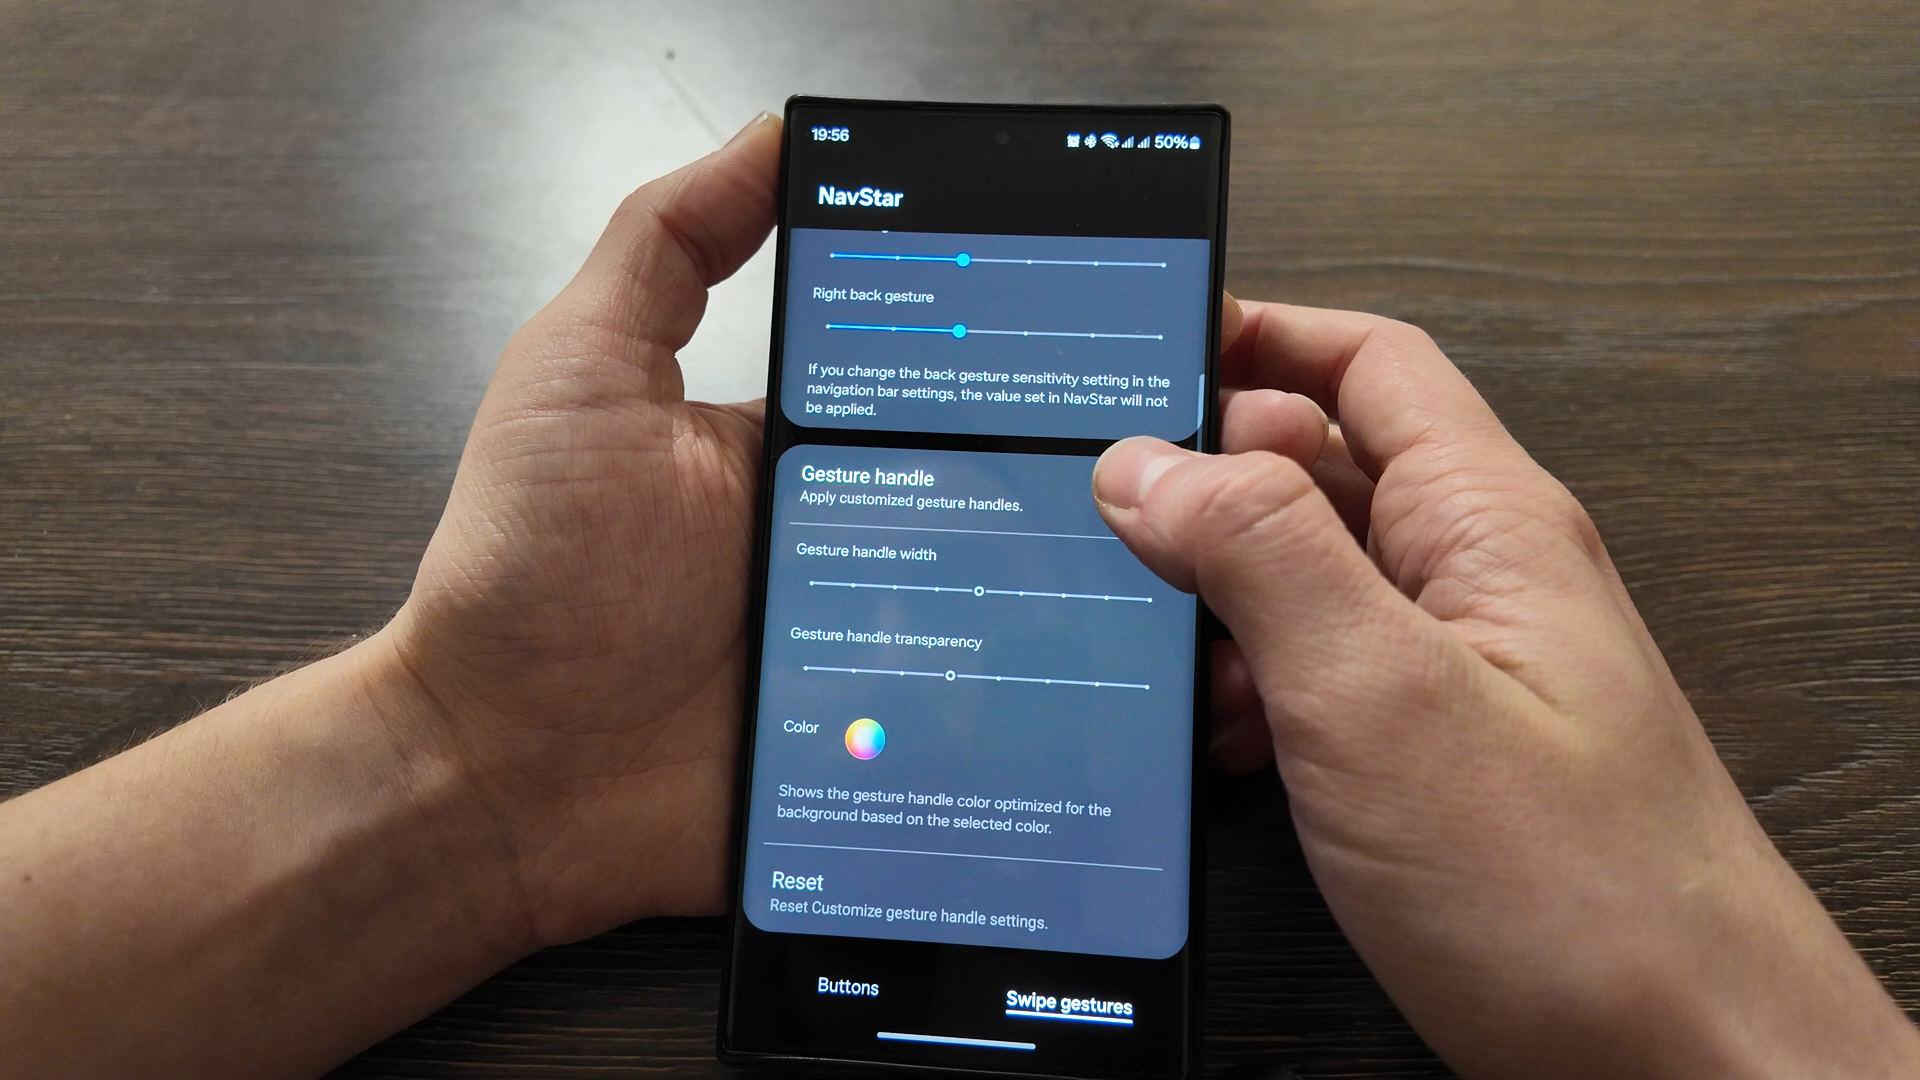 19:56
50%
NavStar
Right back gesture
If you change the back gesture sensitivity setting in the
navigation bar settings, the value set in NavStar will not
be applied.
Gesture handle
Apply customized gesture handles.
Gesture handle width
Gesture handle transparency
Color
Shows the gesture handle color optimized for the
background based on the selected color.
Reset
Reset Customize gesture handle settings.
Buttons
Swipe gestures